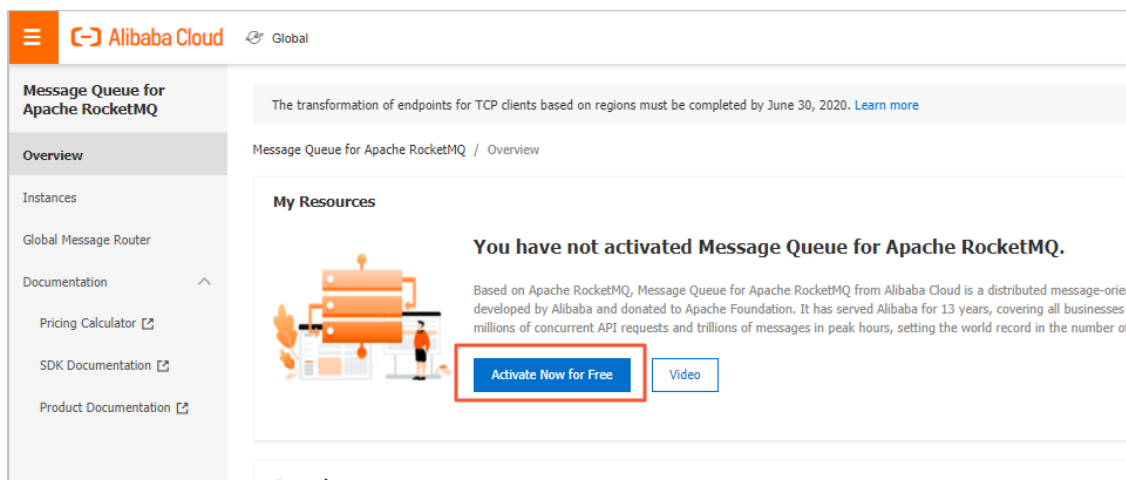 Alibaba Cloud
Global
Message Queue for
Apache RocketMQ
The transformation of endpoints for TCP clients based on regions must be completed by June 30, 2020. Learn more
Overview
Message Queue for Apache RocketMQ / Overview
Instances
My Resources
Global Message Router
You have not activated Message Queue for Apache RocketMQ.
Documentation
Based on Apache RocketMQ, Message Queue for Apache RocketMQ from Alibaba Cloud is a distributed message-orie
developed by Alibaba and donated to Apache Foundation. It has served Alibaba for 13 years, covering all businesses
millions of concurrent API requests and trillions of messages in peak hours, setting the world record in the number of
Pricing Calculator
SDK Documentation
Product Documentation
Activate Now for Free
Video